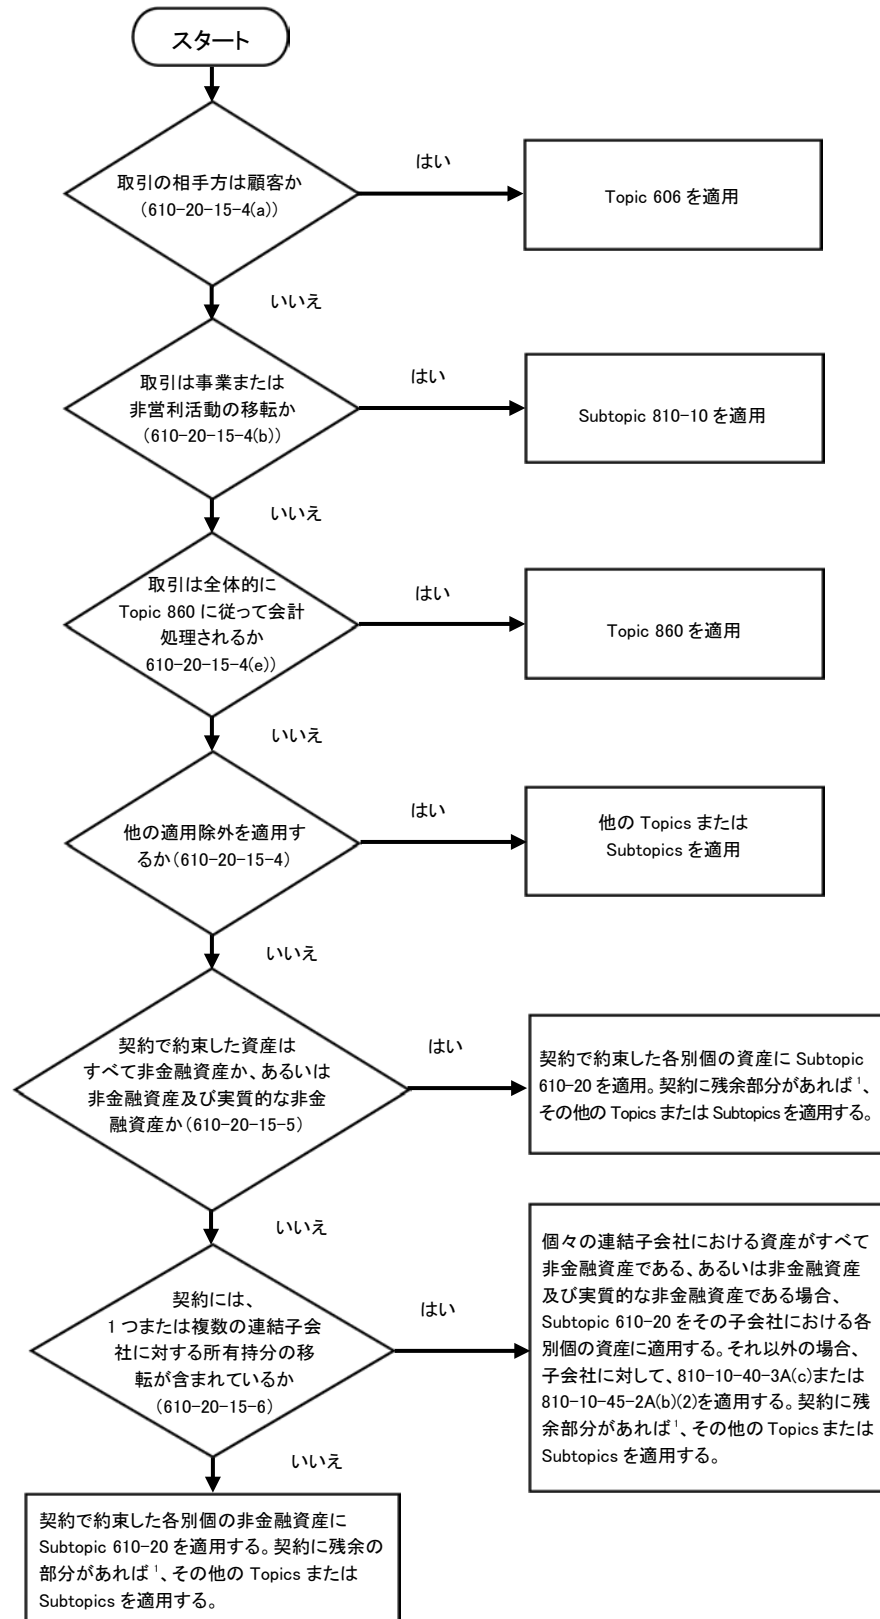 スタート
取引の相手方は顧客か
（610-20-15-4(a)）
はい
Topic 606 を適用
いいえ
取引は事業または
非営利活動の移転か
（610-20-15-4(b)）
はい
Subtopic 810-10 を適用
いいえ
取引は全体的に
Topic 860 に従って会計
処理されるか
610-20-15-4(e)）
はい
Topic 860 を適用
いいえ
他の適用除外を適用す
るか（610-20-15-4）
はい
他の Topics または
Subtopics を適用
いいえ
契約で約束した資産は
すべて非金融資産か、あるいは
非金融資産及び実質的な非金
融資産か（610-20-15-5）
はい
契約で約束した各別個の資産に Subtopic
610-20 を適用。契約に残余部分があれば¹、
その他の Topics または Subtopics を適用する。
いいえ
契約には、
1 つまたは複数の連結子会
社に対する所有持分の移
転が含まれているか
（610-20-15-6）
はい
個々の連結子会社における資産がすべて
非金融資産である、あるいは非金融資産
及び実質的な非金融資産である場合、
Subtopic 610-20 をその子会社における各
別個の資産に適用する。それ以外の場合、
子会社に対して、810-10-40-3A(c)または
810-10-45-2A(b)(2)を適用する。契約に残
余部分があれば¹、その他の Topics または
Subtopics を適用する。
いいえ
契約で約束した各別個の非金融資産に
Subtopic 610-20 を適用する。契約に残余の
部分があれば¹、その他の Topics または
Subtopics を適用する。